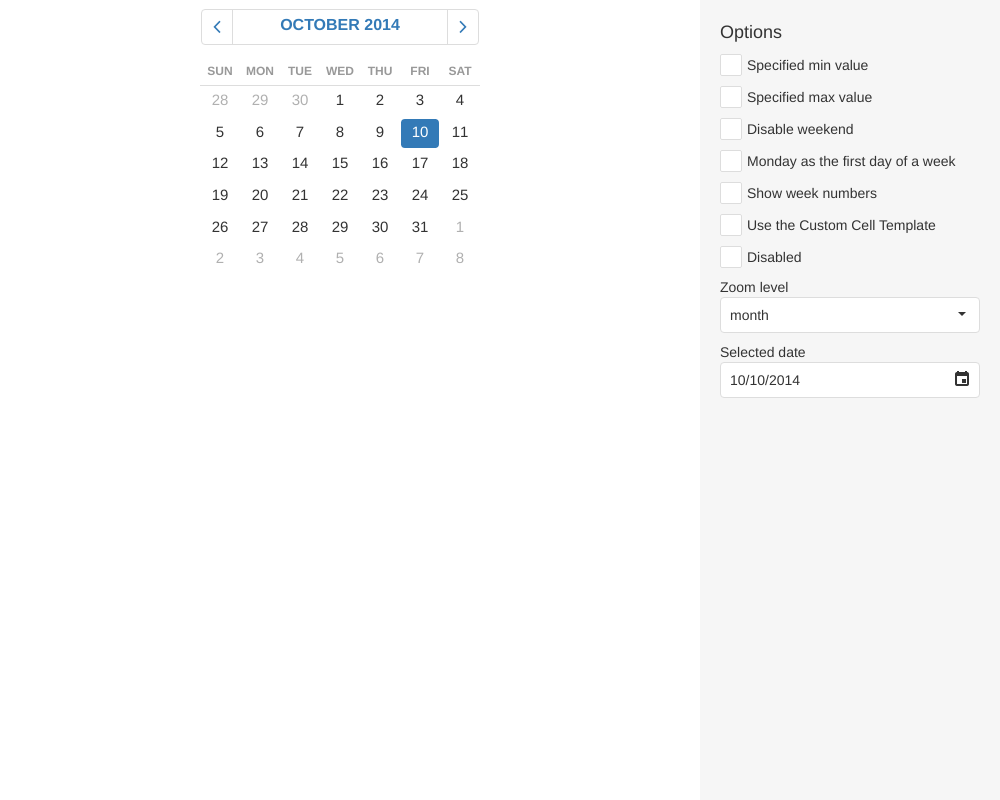 OCTOBER 2014
SUN MON TUE WED THU FRI SAT
28 29 30 1 2 3 4
5 6 7 8 9 10 11
12 13 14 15 16 17 18
19 20 21 22 23 24 25
26 27 28 29 30 31 1
2 3 4 5 6 7 8
Options
Specified min value
Specified max value
Disable weekend
Monday as the first day of a week
Show week numbers
Use the Custom Cell Template
Disabled
Zoom level
month
Selected date
10/10/2014